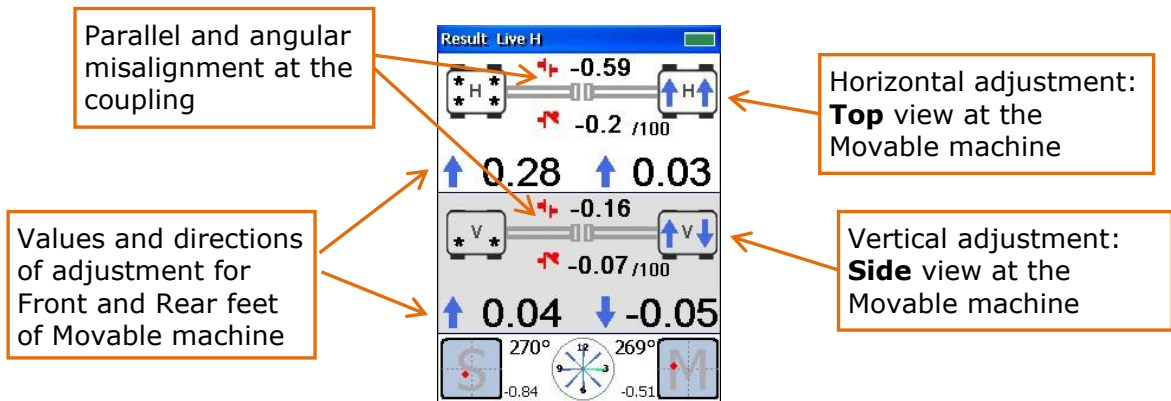 Parallel and angular
misalignment at the
coupling
Values and directions
of adjustment for
Front and Rear feet
of Movable machine
Result Live H
-0.59
H
H
-0.2 /100
0.28 0.03
-0.16
V
V
-0.07/100
0.04 -0.05
S
270°
-0.84
12
9
3
6
269°
-0.51
M
Horizontal adjustment:
Top view at the
Movable machine
Vertical adjustment:
Side view at the
Movable machine